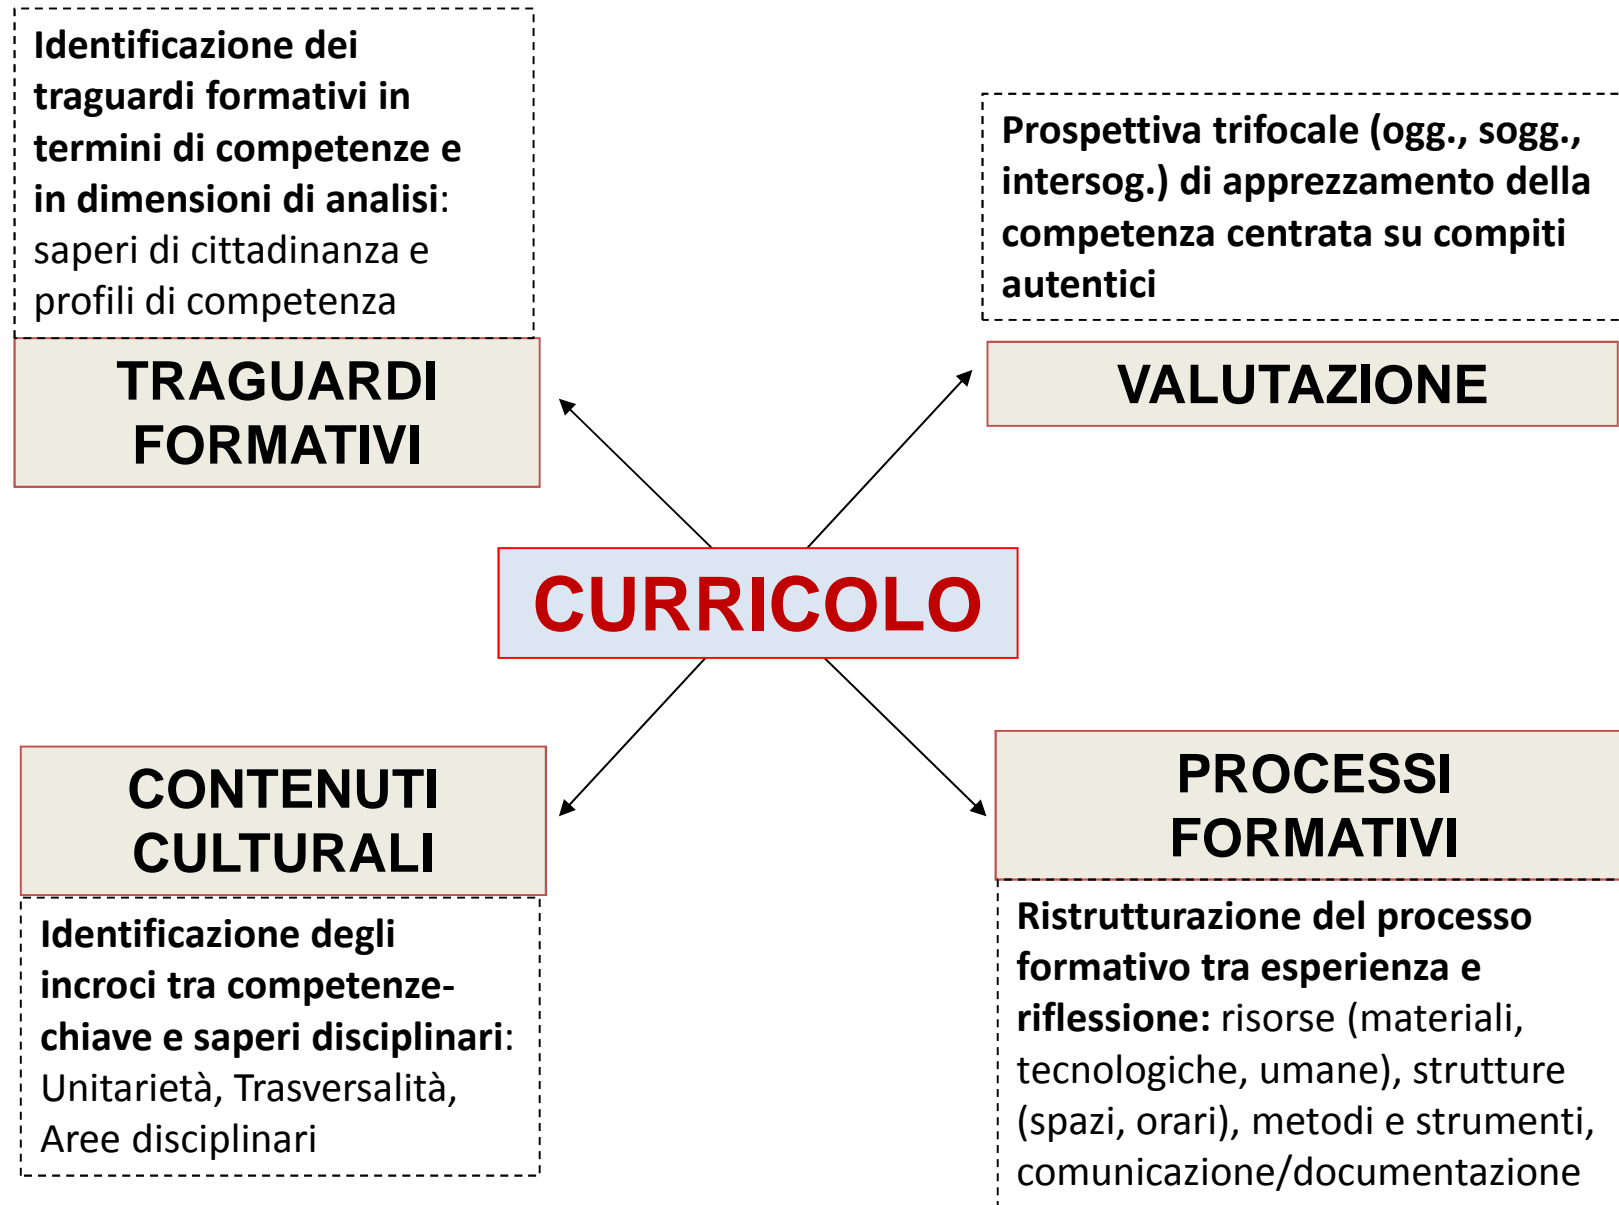 Identificazione dei
traguardi formativi in
termini di competenze e
in dimensioni di analisi:
saperi di cittadinanza e
profili di competenza
TRAGUARDI
FORMATIVI
Prospettiva trifocale (ogg., sogg.,
intersog.) di apprezzamento della
competenza centrata su compiti
autentici
VALUTAZIONE
CURRICOLO
CONTENUTI
CULTURALI
Identificazione degli
incroci tra competenze-
chiave e saperi disciplinari:
Unitarietà, Trasversalità,
Aree disciplinari
PROCESSI
FORMATIVI
Ristrutturazione del processo
formativo tra esperienza e
riflessione: risorse (materiali,
tecnologiche, umane), strutture
(spazi, orari), metodi e strumenti,
comunicazione/documentazione